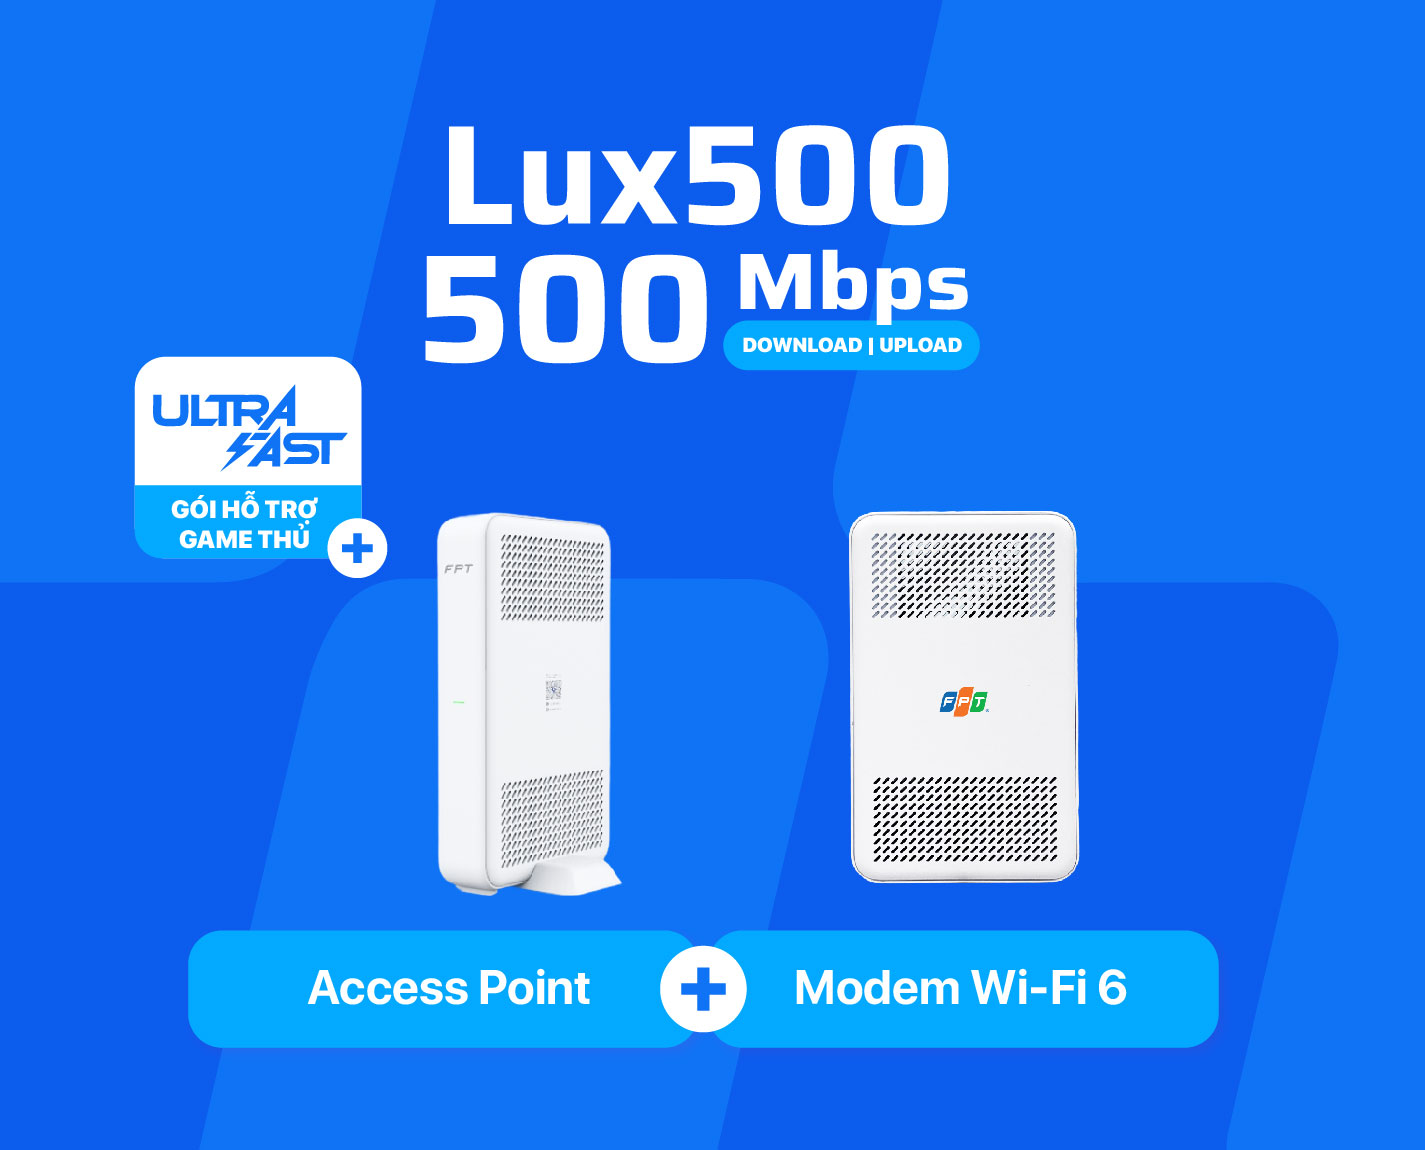 Lux500
500 Mbps
DOWNLOAD | UPLOAD
ULTRA
FAST
GÓI HỖ TRỢ
GAME THỦ
+
FPT
FPT
Access Point + Modem Wi-Fi 6